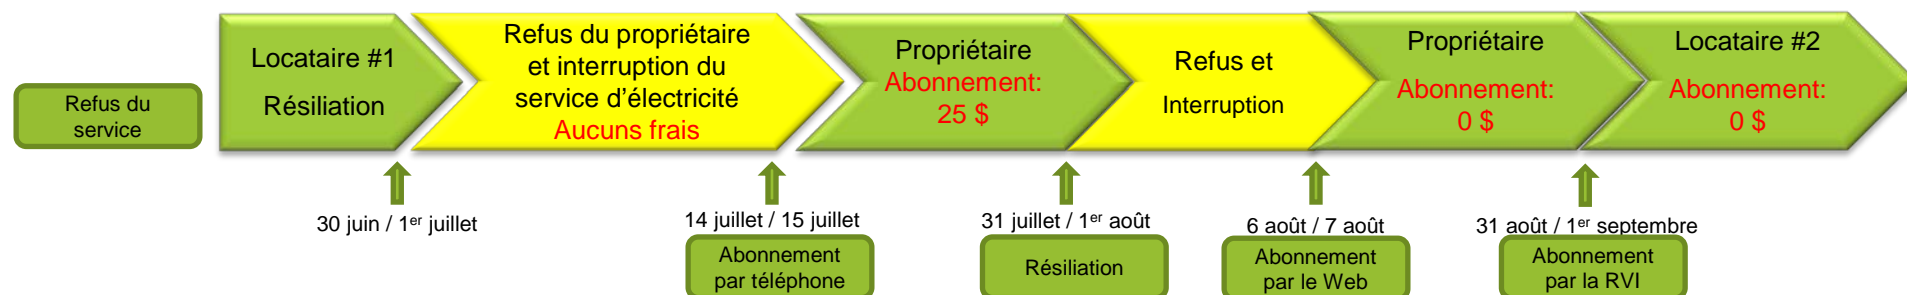 Refus du
service
Locataire #1
Résiliation
Refus du propriétaire
et interruption du
service d'électricité
Aucuns frais
Propriétaire
Abonnement:
25 $
Refus et
Interruption
Propriétaire
Abonnement:
0 $
Locataire #2
Abonnement:
0 $
30 juin / 1er juillet
14 juillet / 15 juillet
31 juillet / 1er août
6 août / 7 août
31 août / 1er septembre
Abonnement
par téléphone
Résiliation
Abonnement
par le Web
Abonnement
par la RVI